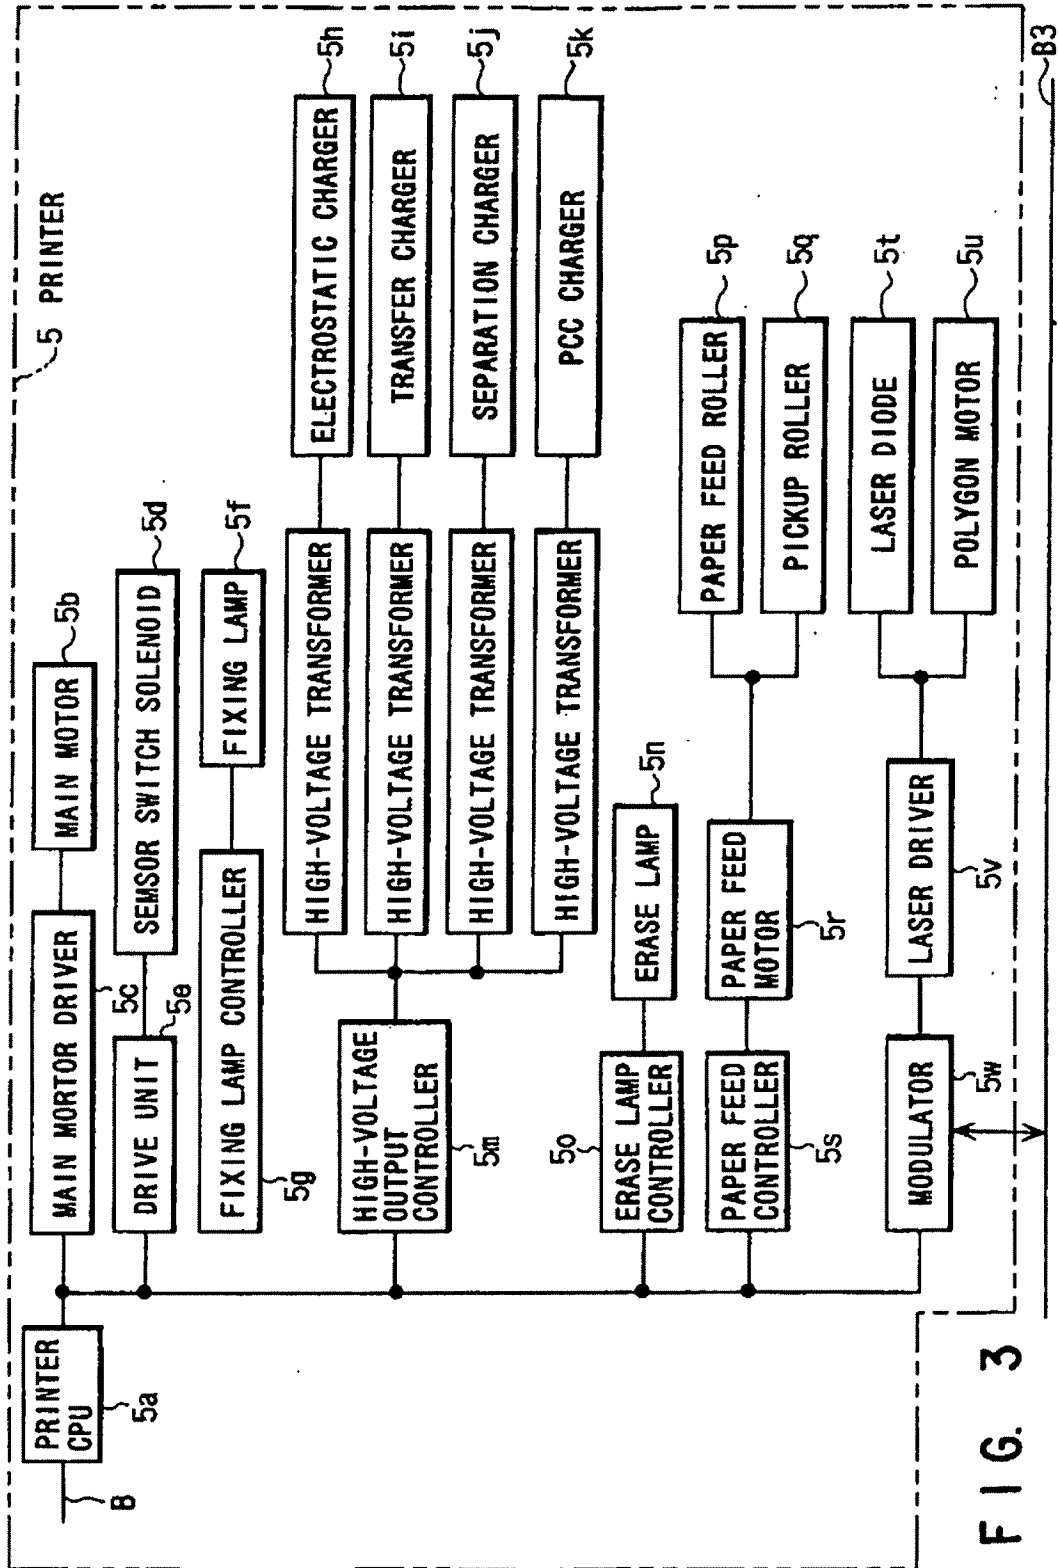 5 PRINTER
PRINTER
CPU
5a
B
MAIN MORTOR DRIVER
5c
MAIN MOTOR
5b
DRIVE UNIT
5e
SEMSOR SWITCH SOLENOID
5d
FIXING LAMP CONTROLLER
5g
FIXING LAMP
5f
HIGH-VOLTAGE
OUTPUT
CONTROLLER
5m
HIGH-VOLTAGE TRANSFORMER
ELECTROSTATIC CHARGER
5h
HIGH-VOLTAGE TRANSFORMER
TRANSFER CHARGER
5i
HIGH-VOLTAGE TRANSFORMER
SEPARATION CHARGER
5j
HIGH-VOLTAGE TRANSFORMER
PCC CHARGER
5k
5o
ERASE LAMP
CONTROLLER
ERASE LAMP
5n
PAPER FEED
CONTROLLER
5s
PAPER FEED
MOTOR
5r
PAPER FEED ROLLER
5p
PICKUP ROLLER
5q
MODULATOR
5w
LASER DRIVER
5v
LASER DIODE
5t
POLYGON MOTOR
5u
B3
FIG. 3